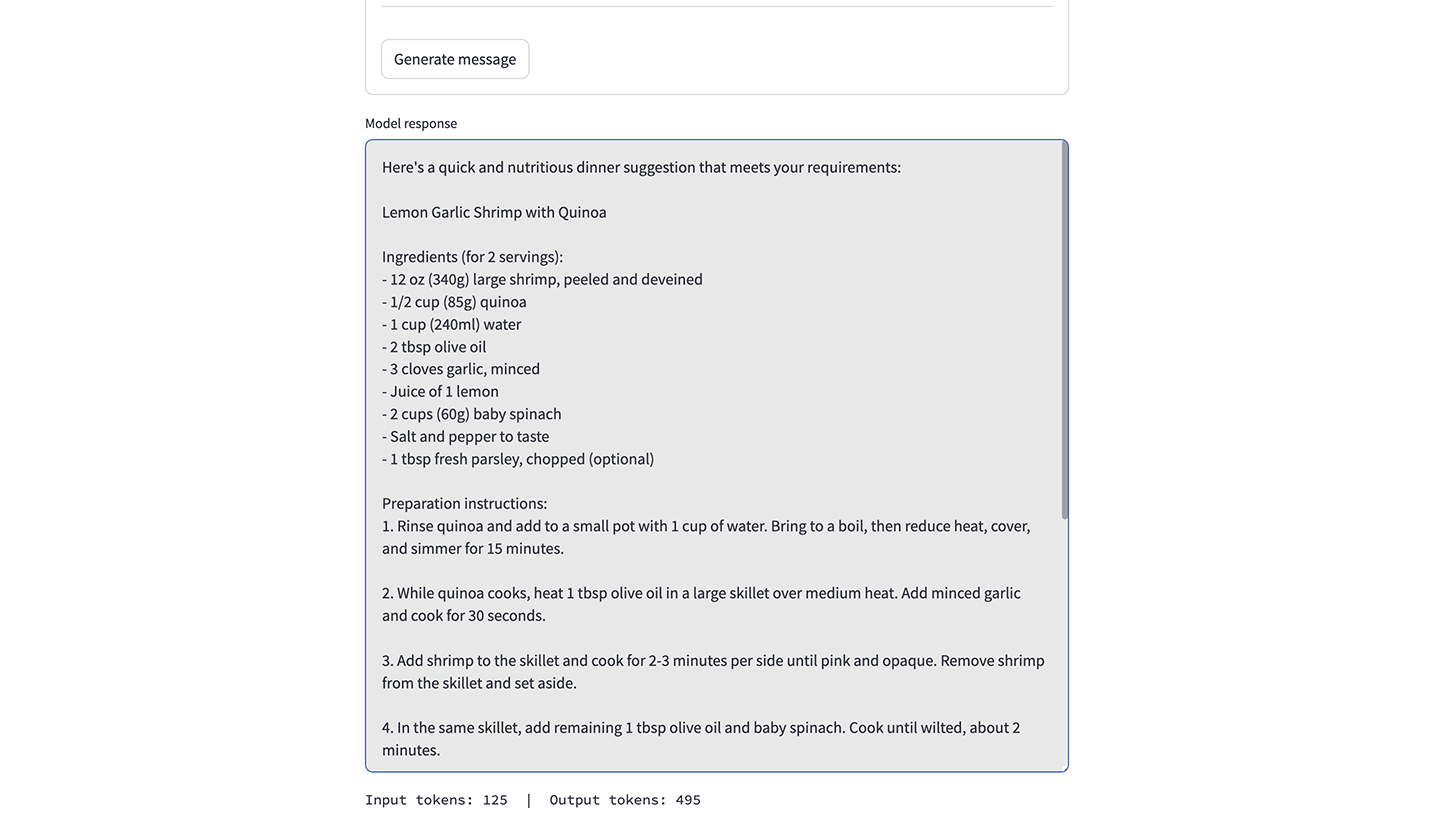 Generate message
Model response
Here's a quick and nutritious dinner suggestion that meets your requirements:
Lemon Garlic Shrimp with Quinoa
Ingredients (for 2 servings):
- 12 oz (340g) large shrimp, peeled and deveined
- 1/2 cup (85g) quinoa
- 1 cup (240ml) water
- 2 tbsp olive oil
- 3 cloves garlic, minced
- Juice of 1 lemon
- 2 cups (60g) baby spinach
- Salt and pepper to taste
- 1 tbsp fresh parsley, chopped (optional)
Preparation instructions:
1. Rinse quinoa and add to a small pot with 1 cup of water. Bring to a boil, then reduce heat, cover,
and simmer for 15 minutes.
2. While quinoa cooks, heat 1 tbsp olive oil in a large skillet over medium heat. Add minced garlic
and cook for 30 seconds.
3. Add shrimp to the skillet and cook for 2-3 minutes per side until pink and opaque. Remove shrimp
from the skillet and set aside.
4. In the same skillet, add remaining 1 tbsp olive oil and baby spinach. Cook until wilted, about 2
minutes.
Input tokens: 125 | Output tokens: 495